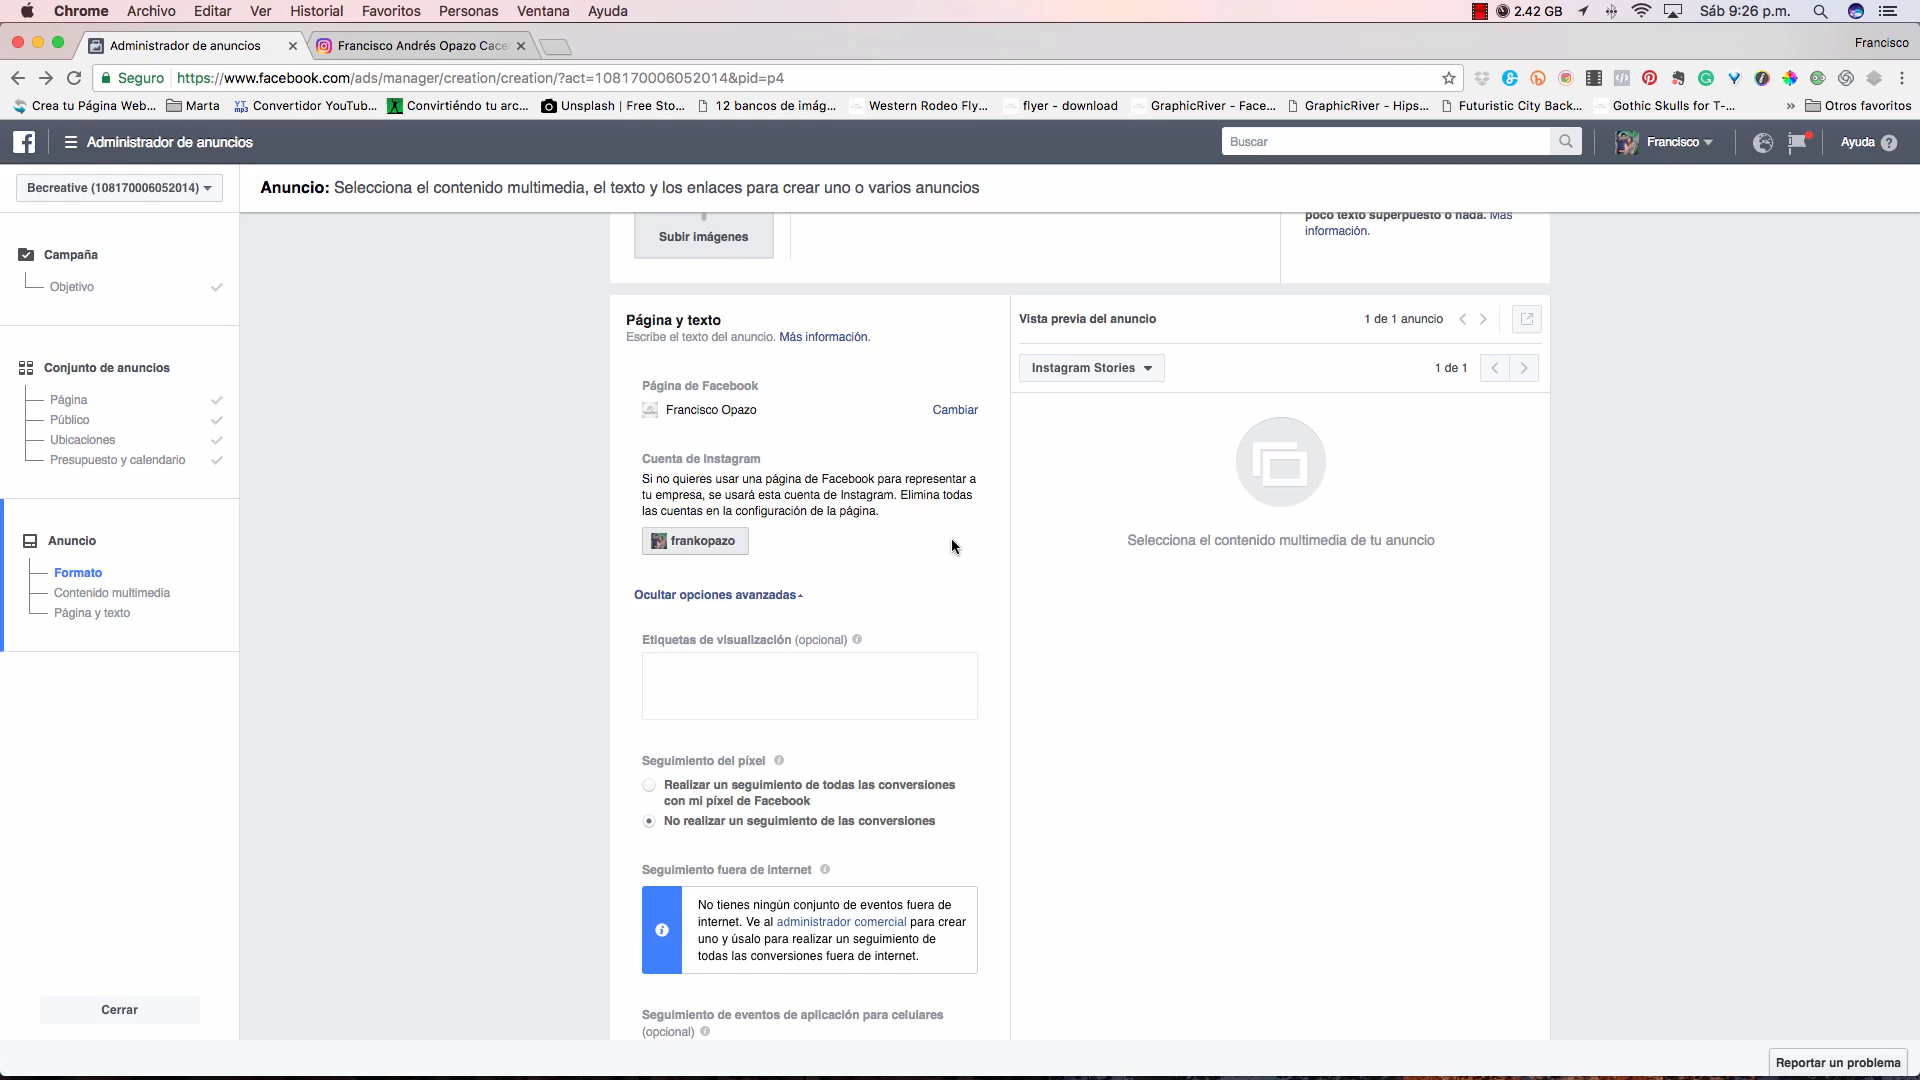 Chrome Archivo Editar Ver Historial Favoritos Personas Ventana Ayuda 2.42 GB Sáb 9:26 p.m.
Administrador de anuncios Francisco Andrés Opazo Cace Francisco
Seguro https://www.facebook.com/ads/manager/creation/creation/?act=108170006052014&pid=p4
Crea tu Página Web... Marta Convertidor YouTub... Convirtiéndo tu arc... Unsplash | Free Sto... 12 bancos de imág... Western Rodeo Fly... flyer - download GraphicRiver - Face... GraphicRiver - Hips... Futuristic City Back... Gothic Skulls for T-... » Otros favoritos
Administrador de anuncios Buscar Francisco Ayuda ?
Becreative (108170006052014) Anuncio: Selecciona el contenido multimedia, el texto y los enlaces para crear uno o varios anuncios
Campaña
Objetivo
Conjunto de anuncios
Página
Público
Ubicaciones
Presupuesto y calendario
Anuncio
Formato
Contenido multimedia
Página y texto
Cerrar
Subir imágenes
poco texto superpuesto o nada. Más
información.
Página y texto
Escribe el texto del anuncio. Más información.
Página de Facebook
Francisco Opazo Cambiar
Cuenta de Instagram
Si no quieres usar una página de Facebook para representar a
tu empresa, se usará esta cuenta de Instagram. Elimina todas
las cuentas en la configuración de la página.
frankopazo
Ocultar opciones avanzadas
Etiquetas de visualización (opcional)
Seguimiento del píxel
Realizar un seguimiento de todas las conversiones
con mi píxel de Facebook
No realizar un seguimiento de las conversiones
Seguimiento fuera de internet
No tienes ningún conjunto de eventos fuera de
internet. Ve al administrador comercial para crear
uno y úsalo para realizar un seguimiento de
todas las conversiones fuera de internet.
Seguimiento de eventos de aplicación para celulares
(opcional)
Vista previa del anuncio 1 de 1 anuncio
Instagram Stories 1 de 1
Selecciona el contenido multimedia de tu anuncio
Reportar un problema